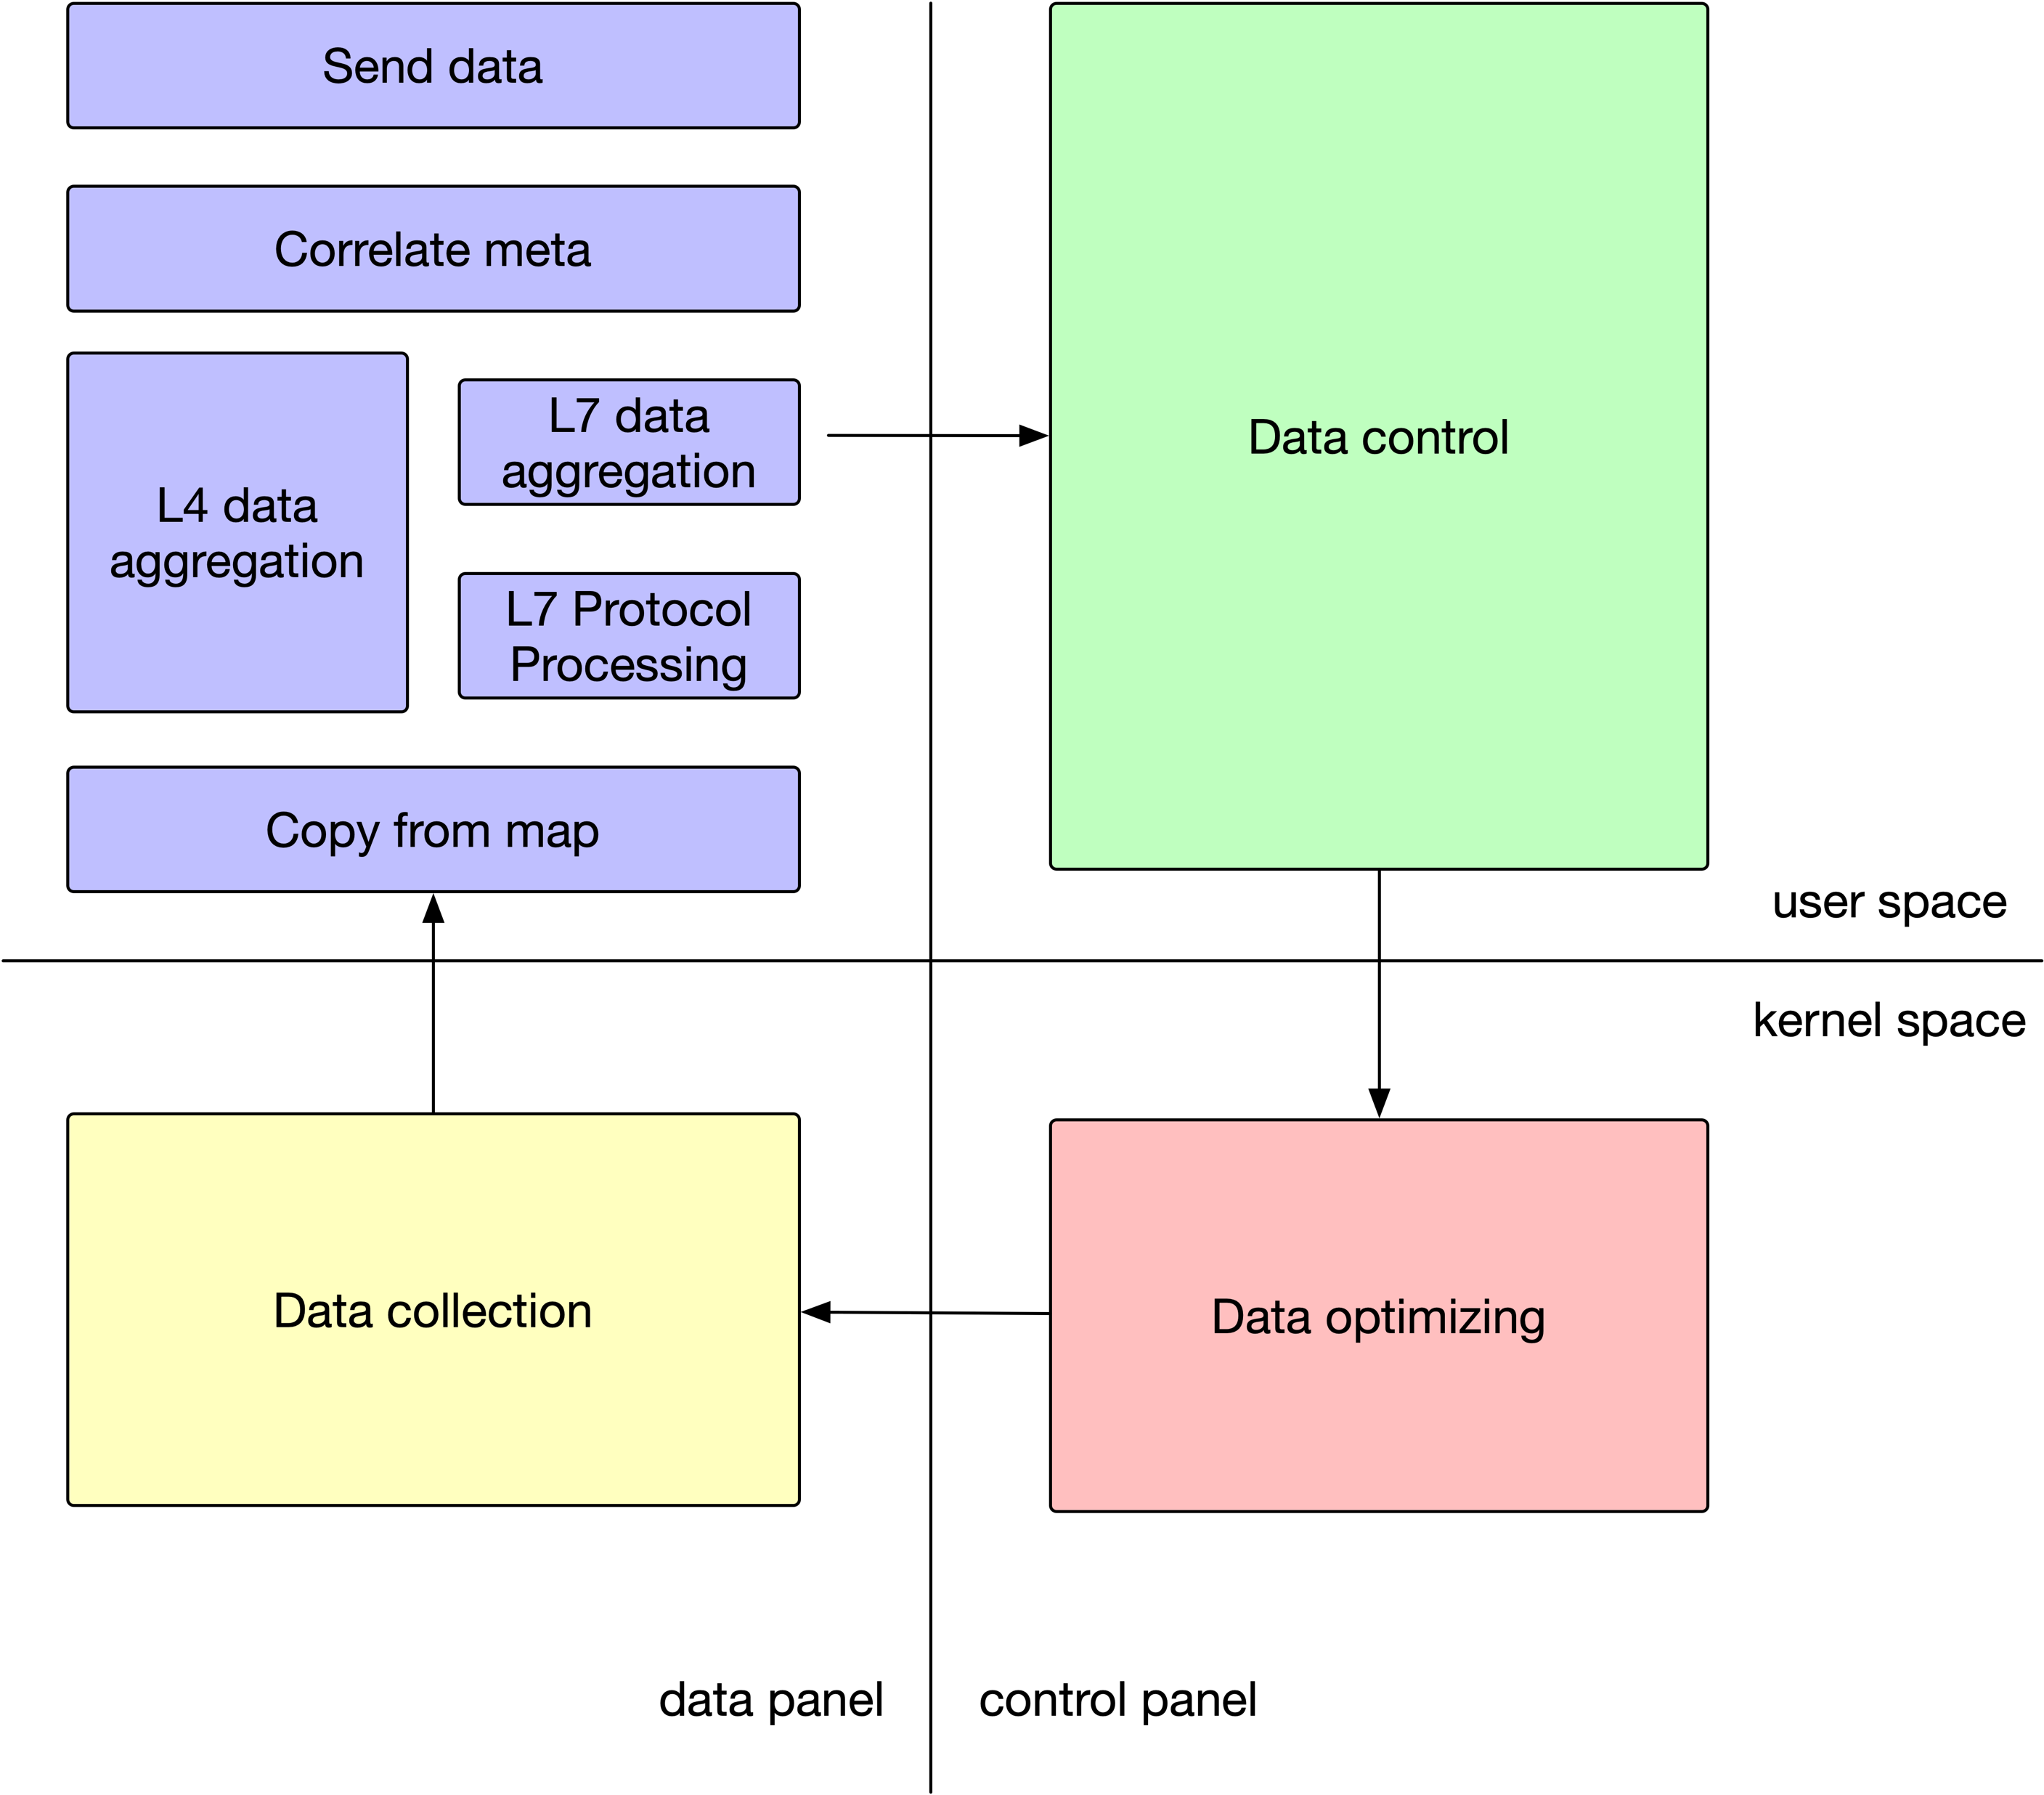 Send data
Correlate meta
L4 data
aggregation
L7 data
aggregation
L7 Protocol
Processing
Copy from map
Data control
user space
kernel space
Data collection
Data optimizing
data panel
control panel